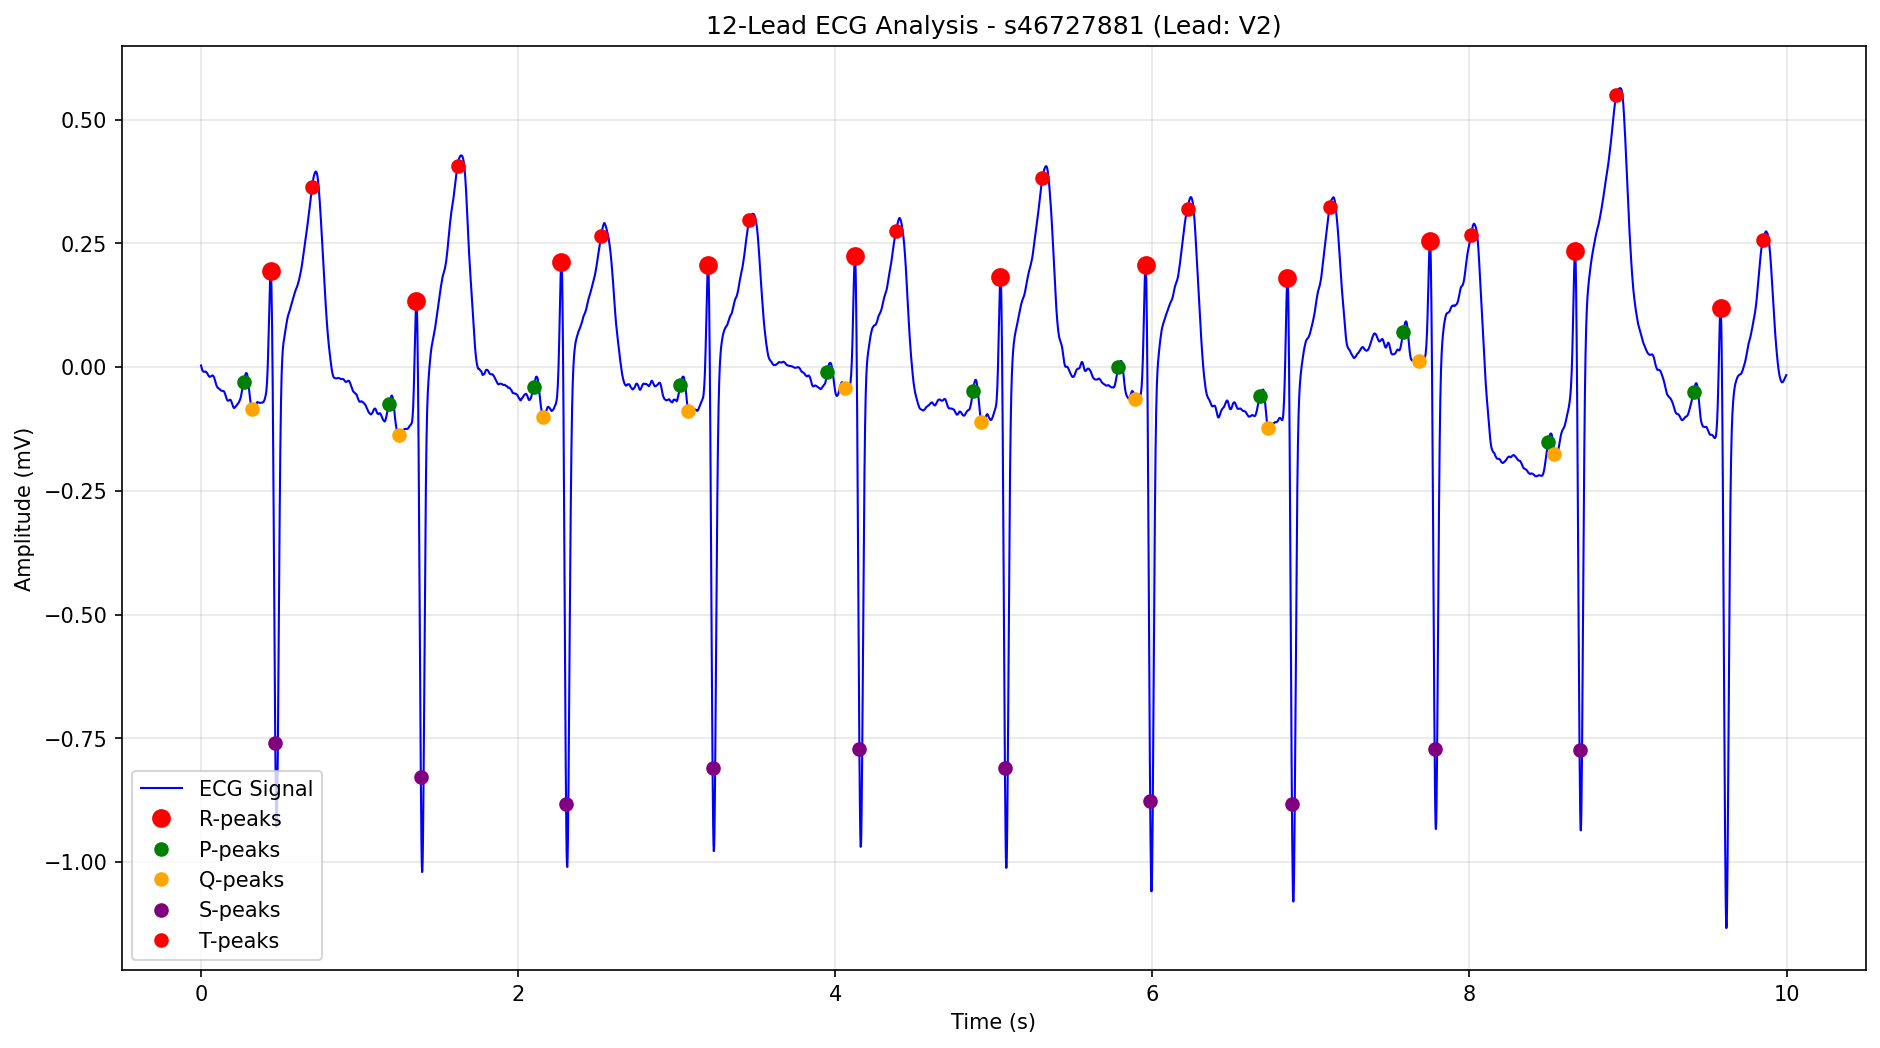 12-Lead ECG Analysis - s46727881 (Lead: V2)
Amplitude (mV)
0.50
0.25
0.00
−0.25
−0.50
−0.75
−1.00
ECG Signal
R-peaks
P-peaks
Q-peaks
S-peaks
T-peaks
0 2 4 6 8 10
Time (s)